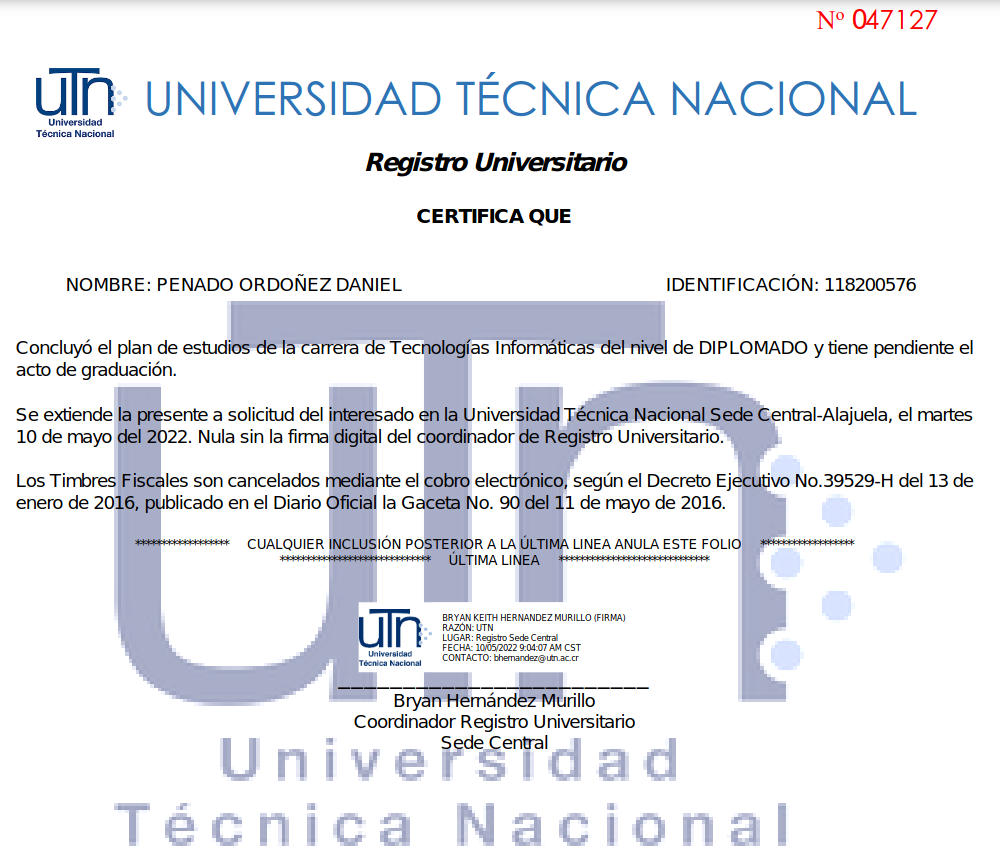 Nº 047127
utn
Universidad
Técnica Nacional
UNIVERSIDAD TÉCNICA NACIONAL
Registro Universitario
CERTIFICA QUE
NOMBRE: PENADO ORDOÑEZ DANIEL IDENTIFICACIÓN: 118200576
Concluyó el plan de estudios de la carrera de Tecnologías Informáticas del nivel de DIPLOMADO y tiene pendiente el
acto de graduación.
Se extiende la presente a solicitud del interesado en la Universidad Técnica Nacional Sede Central-Alajuela, el martes
10 de mayo del 2022. Nula sin la firma digital del coordinador de Registro Universitario.
Los Timbres Fiscales son cancelados mediante el cobro electrónico, según el Decreto Ejecutivo No.39529-H del 13 de
enero de 2016, publicado en el Diario Oficial la Gaceta No. 90 del 11 de mayo de 2016.
****************** CUALQUIER INCLUSIÓN POSTERIOR A LA ÚLTIMA LINEA ANULA ESTE FOLIO ******************
***************************** ÚLTIMA LINEA *****************************
utn
Universidad
Técnica Nacional
BRYAN KEITH HERNANDEZ MURILLO (FIRMA)
RAZÓN: UTN
LUGAR: Registro Sede Central
FECHA: 10/05/2022 9:04:07 AM CST
CONTACTO: bhernandez@utn.ac.cr
Bryan Hernández Murillo
Coordinador Registro Universitario
Sede Central
utn
Universidad
Técnica Nacional